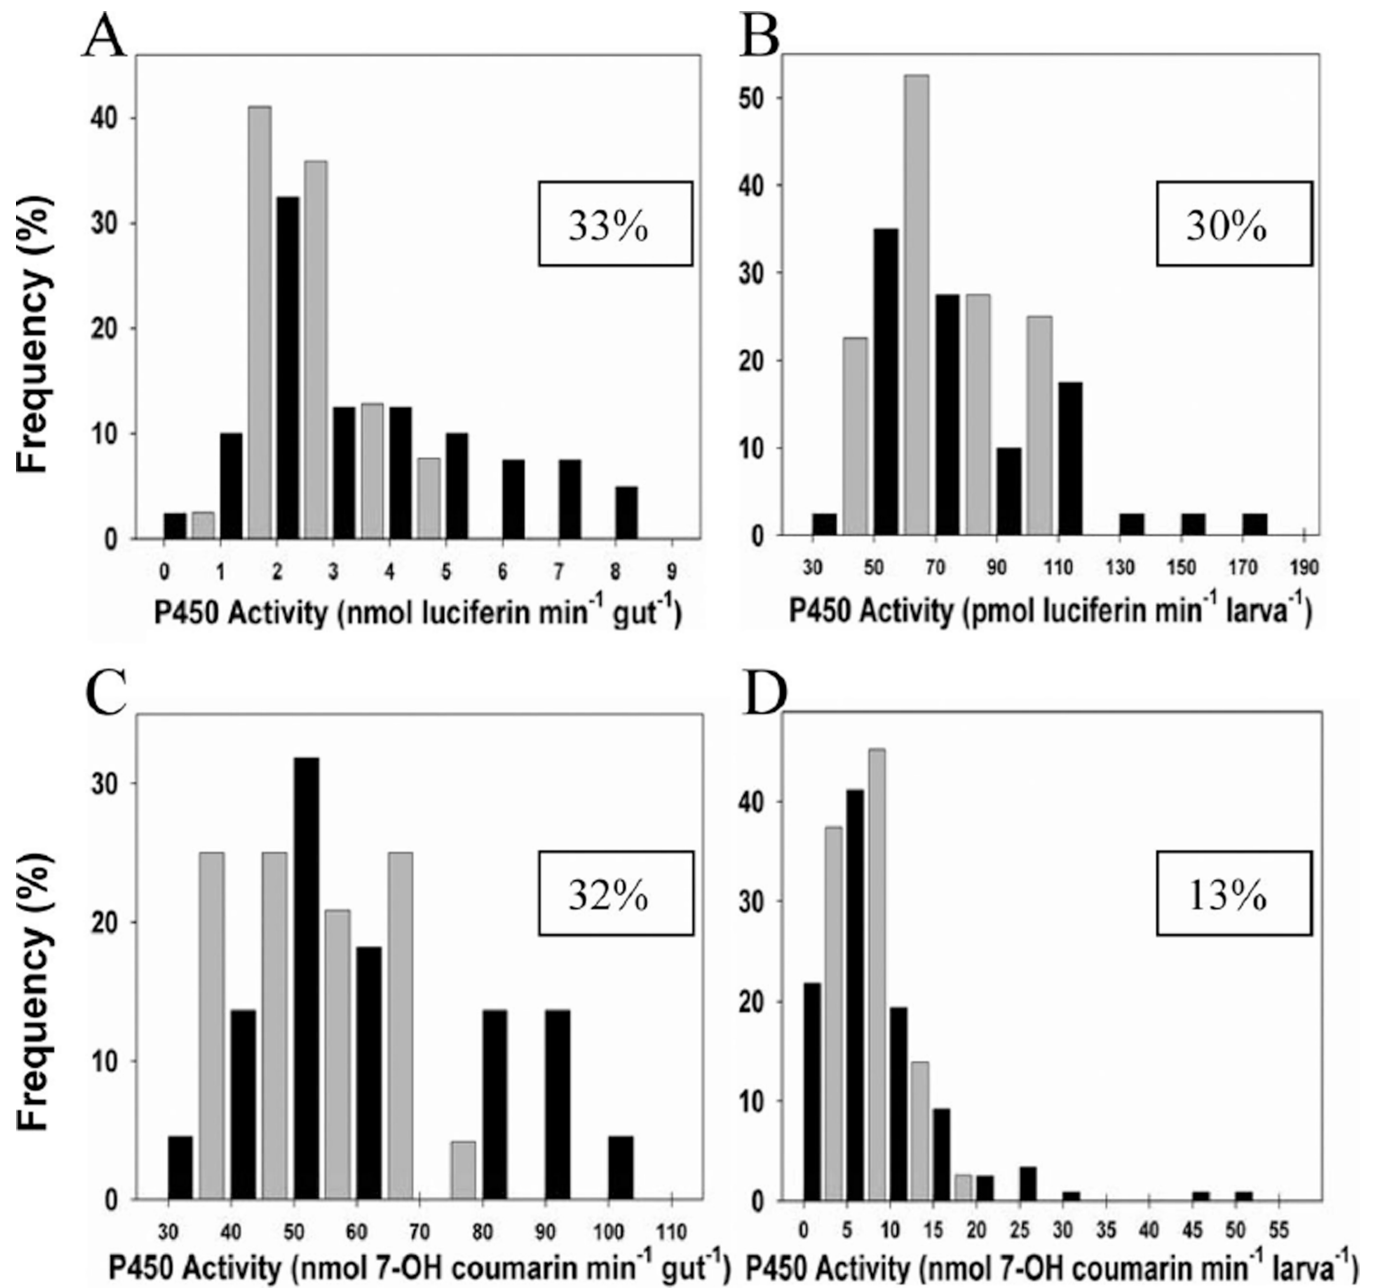 A
Frequency (%)
40
30
20
10
0
33%
0 1 2 3 4 5 6 7 8 9
P450 Activity (nmol luciferin min⁻¹ gut⁻¹)
B
50
40
30
20
10
0
30%
30 50 70 90 110 130 150 170 190
P450 Activity (pmol luciferin min⁻¹ larva⁻¹)
C
Frequency (%)
30
20
10
0
32%
30 40 50 60 70 80 90 100 110
P450 Activity (nmol 7-OH coumarin min⁻¹ gut⁻¹)
D
40
30
20
10
0
13%
0 5 10 15 20 25 30 35 40 45 50 55
P450 Activity (nmol 7-OH coumarin min⁻¹ larva⁻¹)